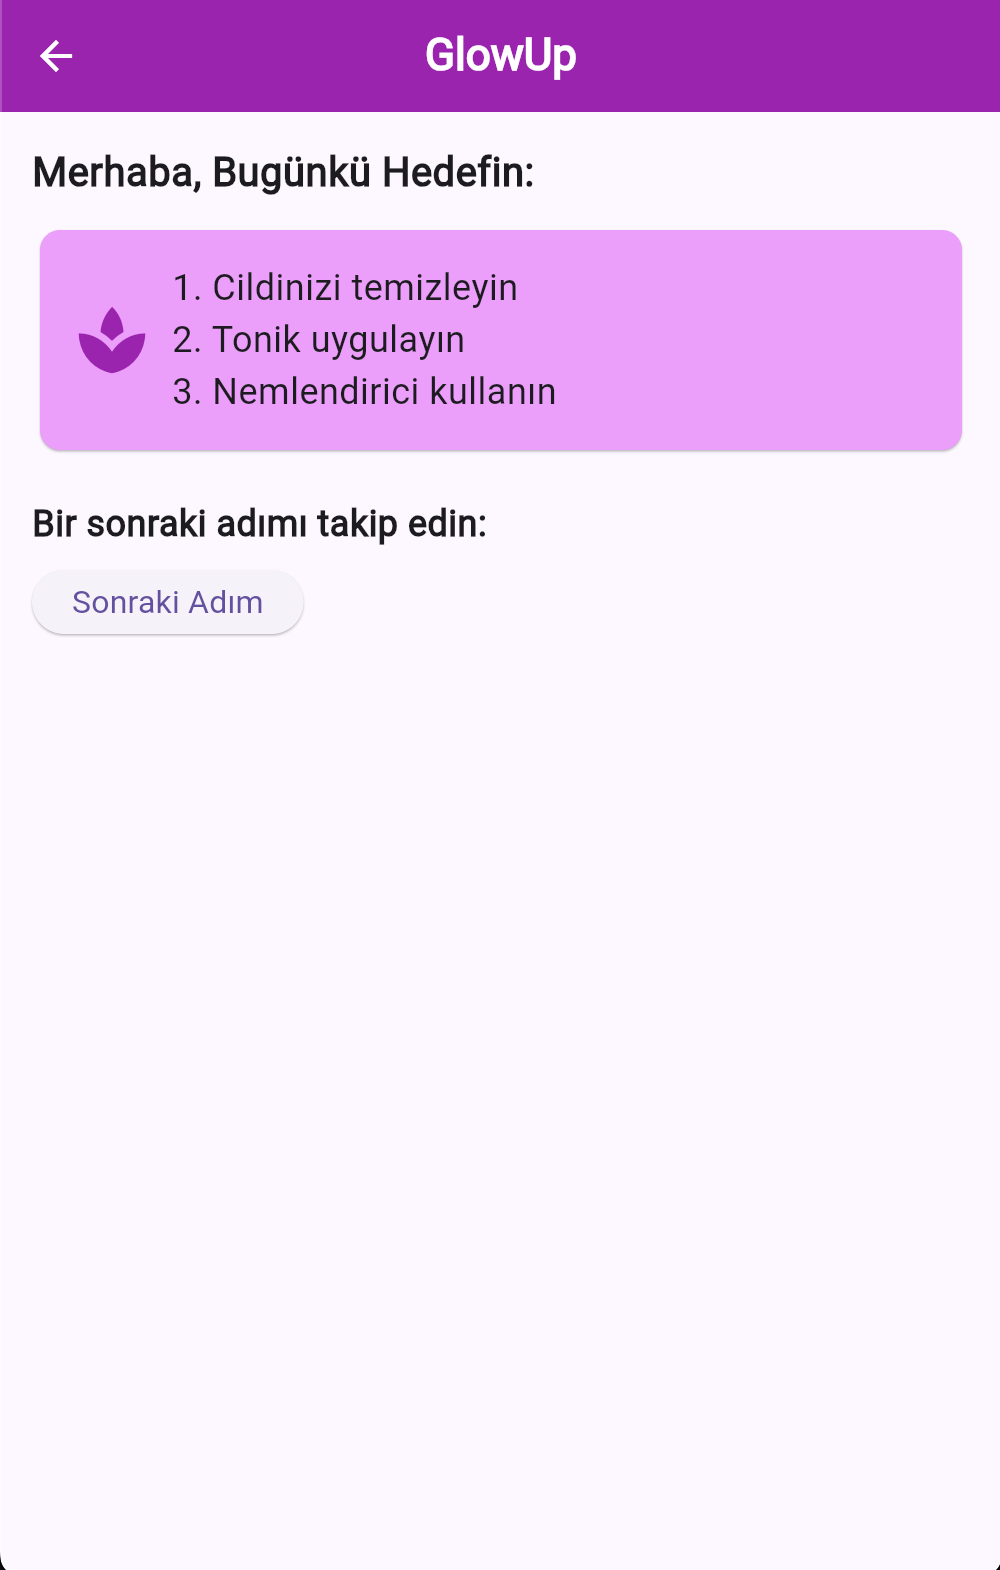 GlowUp
Merhaba, Bugünkü Hedefin:
1. Cildinizi temizleyin
2. Tonik uygulayın
3. Nemlendirici kullanın
Bir sonraki adımı takip edin:
Sonraki Adım